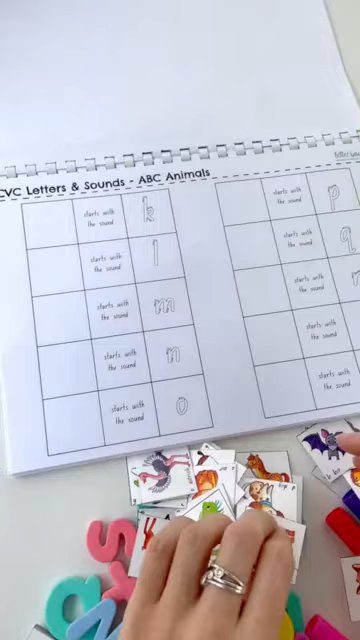 CVC Letters & Sounds - ABC Animals
starts with
the sound
k
starts with
the sound
l
starts with
the sound
m
starts with
the sound
n
starts with
the sound
o
starts with
the sound
p
starts with
the sound
q
starts with
the sound
r
starts with
the sound
starts with
the sound
b